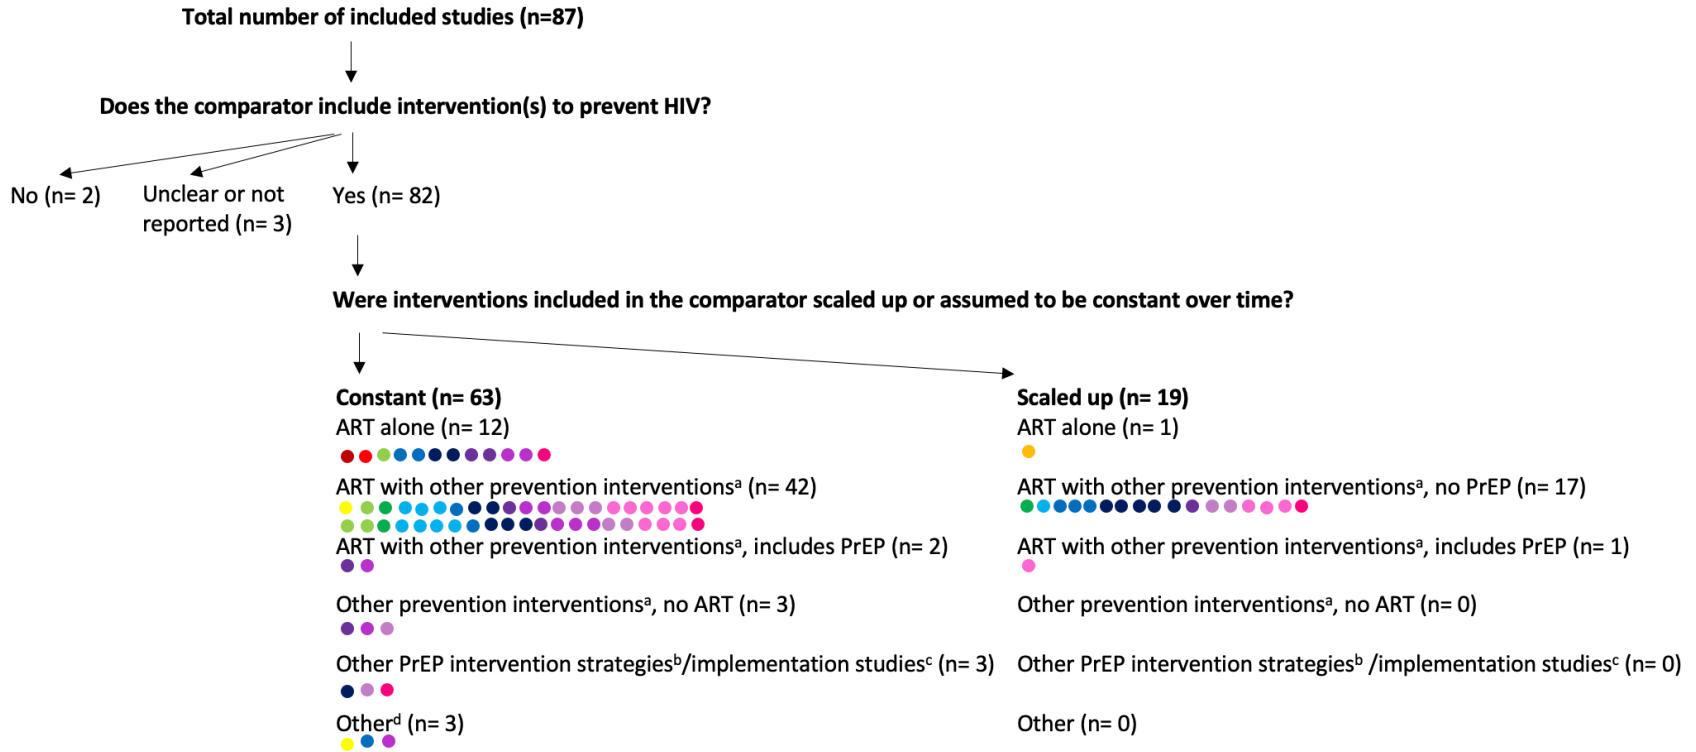 Total number of included studies (n=87)
Does the comparator include intervention(s) to prevent HIV?
No (n= 2)
Unclear or not
reported (n= 3)
Yes (n= 82)
Were interventions included in the comparator scaled up or assumed to be constant over time?
Constant (n= 63)
ART alone (n= 12)
ART with other prevention interventionsᵃ (n= 42)
ART with other prevention interventionsᵃ, includes PrEP (n= 2)
Other prevention interventionsᵃ, no ART (n= 3)
Other PrEP intervention strategiesᵇ/implementation studiesᶜ (n= 3)
Otherᵈ (n= 3)
Scaled up (n= 19)
ART alone (n= 1)
ART with other prevention interventionsᵃ, no PrEP (n= 17)
ART with other prevention interventionsᵃ, includes PrEP (n= 1)
Other prevention interventionsᵃ, no ART (n= 0)
Other PrEP intervention strategiesᵇ /implementation studiesᶜ (n= 0)
Other (n= 0)